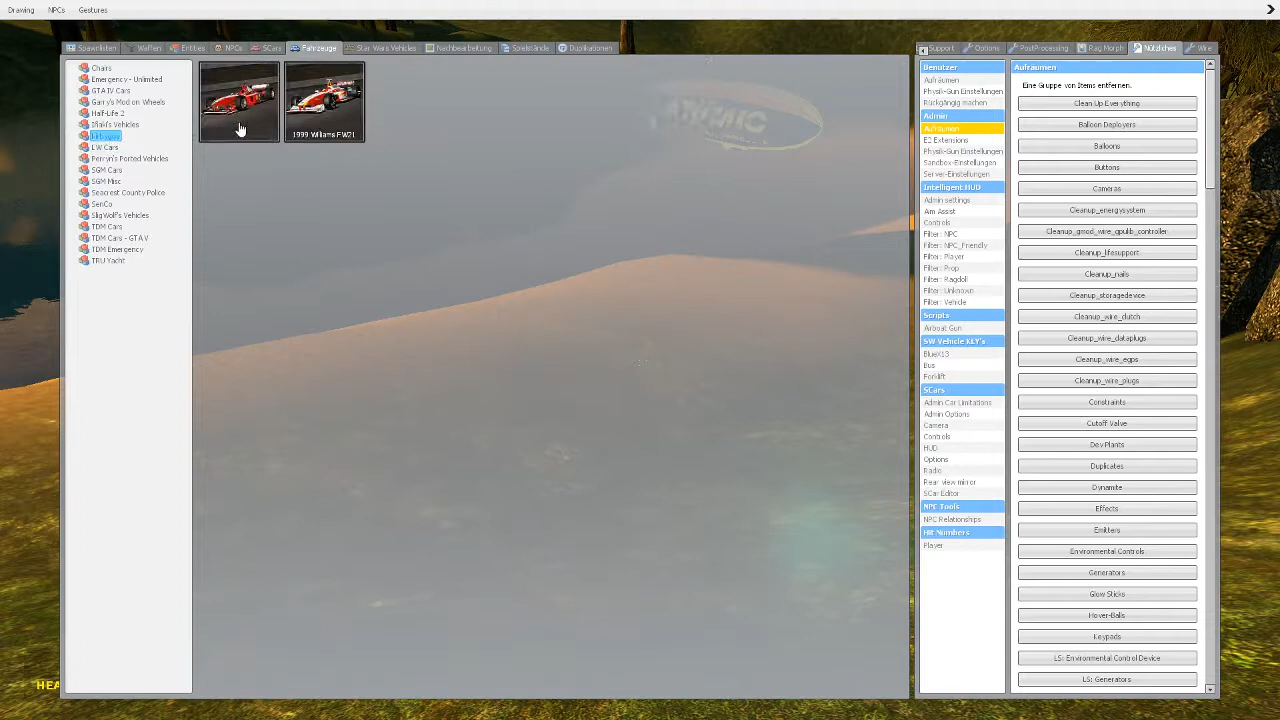 Drawing NPCs Gestures
Spawnlisten Waffen Entities NPCs SCars Fahrzeuge Star Wars Vehicles Nachbearbeitung Spielstände Duplikationen
Support Options PostProcessing Rag Morph Nützliches Wire
Chairs
Emergency - Unlimited
GTA IV Cars
Garry's Mod on Wheels
Half-Life 2
Iñaki's Vehicles
LW Cars
Perryn's Ported Vehicles
SGM Cars
SGM Misc
Seacrest County Police
SenCo
SligWolf's Vehicles
TDM Cars
TDM Cars - GTA V
TDM Emergency
TRU Yacht
1999 Williams FW21
HEA
Benutzer
Aufräumen
Physik-Gun Einstellungen
Rückgängig machen
Admin
Aufräumen
E2 Extensions
Physik-Gun Einstellungen
Sandbox-Einstellungen
Server-Einstellungen
Intelligent HUD
Admin settings
Am Assist
Controls
Filter: NPC
Filter: NPC_Friendly
Filter: Player
Filter: Prop
Filter: Ragdoll
Filter: Unknown
Filter: Vehicle
Scripts
Airboat Gun
SW Vehicle KLY's
BlueX13
Bus
Forklift
SCars
Admin Car Limitations
Admin Options
Camera
Controls
HUD
Options
Radio
Rear view mirror
SCar Editor
NPC Tools
NPC Relationships
Hit Numbers
Player
Aufräumen
Eine Gruppe von Items entfernen.
Clean Up Everything
Balloon Deployers
Balloons
Buttons
Cameras
Cleanup_energysystem
Cleanup_gmod_wire_gpulib_controller
Cleanup_lifesupport
Cleanup_nails
Cleanup_storagedevice
Cleanup_wire_clutch
Cleanup_wire_dataplugs
Cleanup_wire_egps
Cleanup_wire_plugs
Constraints
Cutoff Valve
Dev Plants
Duplicates
Dynamite
Effects
Emitters
Environmental Controls
Generators
Glow Sticks
Hover-Balls
Keypads
LS: Environmental Control Device
LS: Generators